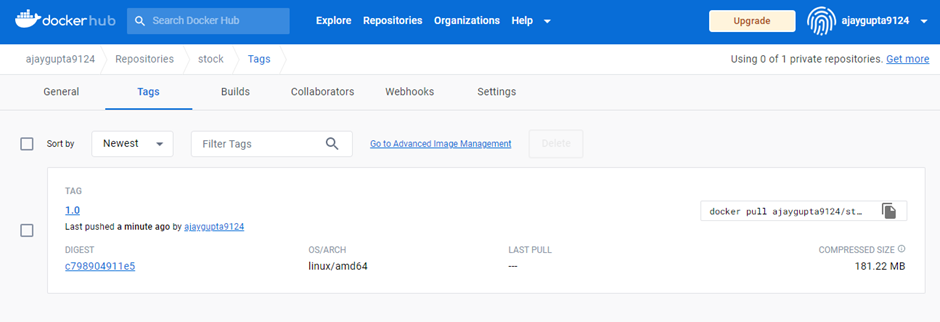 dockerhub Search Docker Hub Explore Repositories Organizations Help Upgrade ajaygupta9124
ajaygupta9124 Repositories stock Tags Using 0 of 1 private repositories. Get more
General Tags Builds Collaborators Webhooks Settings
Sort by Newest Filter Tags Go to Advanced Image Management Delete
TAG
1.0
docker pull ajaygupta9124/st…
Last pushed a minute ago by ajaygupta9124
DIGEST OS/ARCH LAST PULL COMPRESSED SIZE
c798904911e5 linux/amd64 --- 181.22 MB